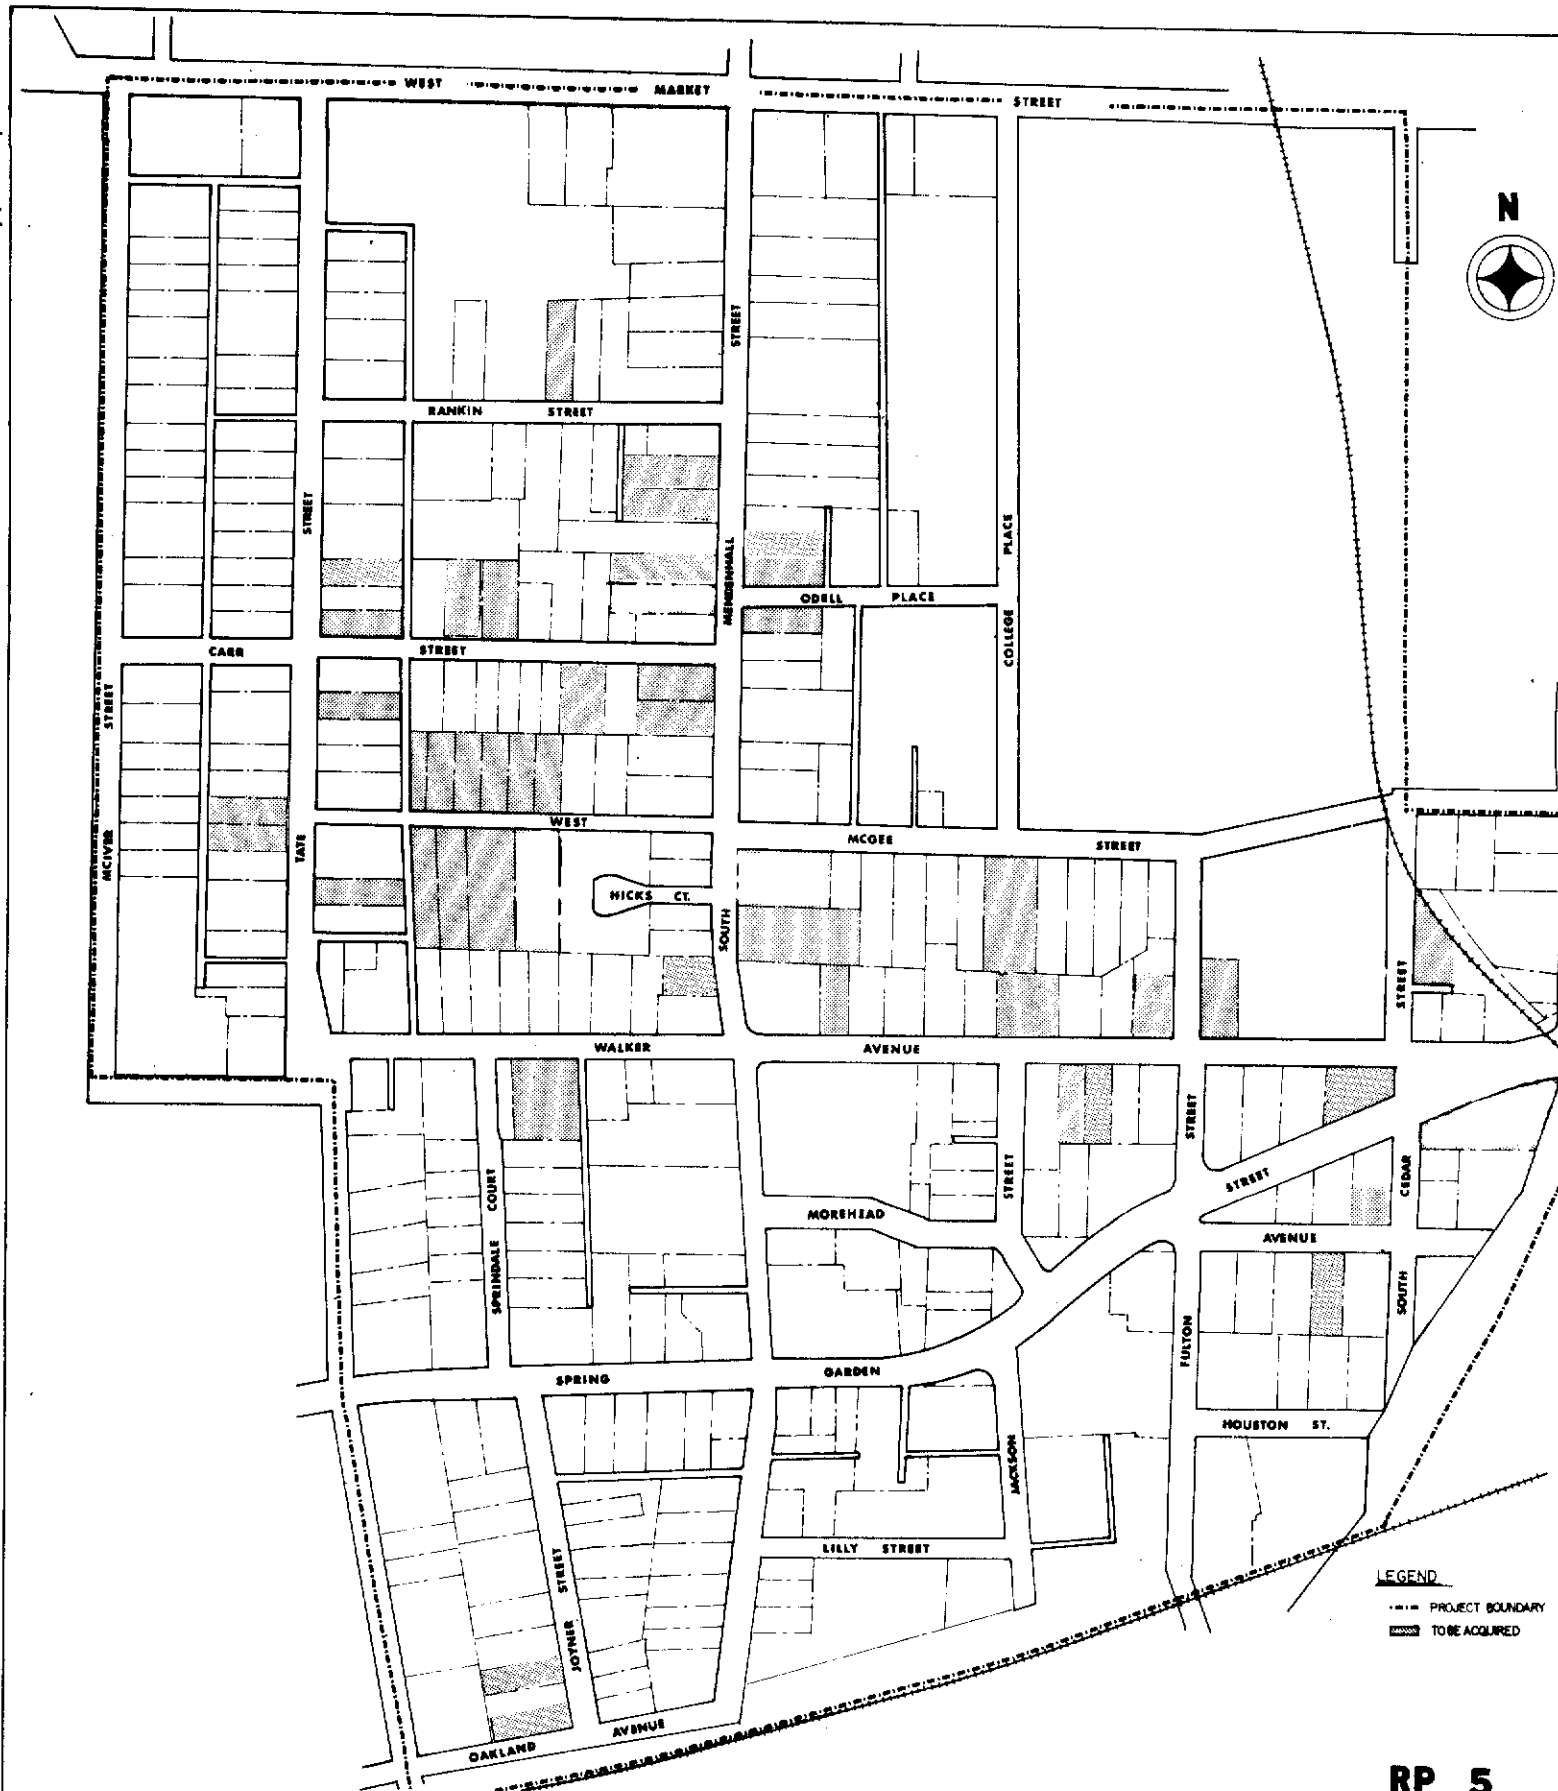 WEST MARKET STREET
N
STREET
RANKIN STREET
STREET
MENDENHALL
COLLEGE PLACE
ODELL PLACE
CARR STREET
MCIVER STREET
TATE
WEST MCGEE STREET
HICKS CT.
SOUTH
STREET
WALKER AVENUE
STREET
STREET
STREET
CEDAR
SPRINDALE COURT
MOREHEAD AVENUE
SOUTH
FULTON
SPRING GARDEN
HOUSTON ST.
JACKSON
LILLY STREET
JOYNER STREET
OAKLAND AVENUE
LEGEND
PROJECT BOUNDARY
TO BE ACQUIRED
RP 5